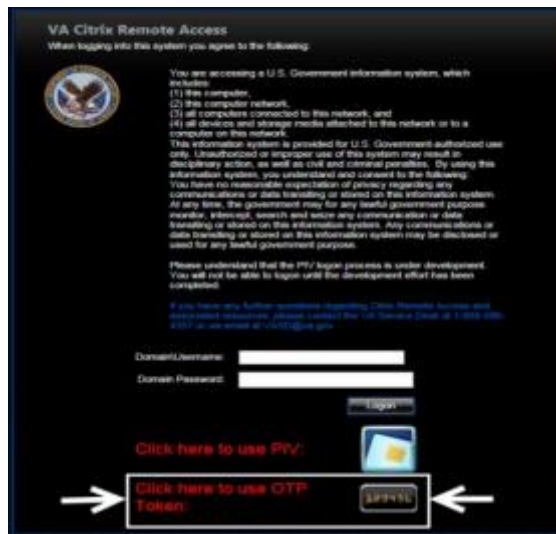 VA Citrix Remote Access
When logging into this system you agree to the following:
You are accessing a U.S. Government information system, which
includes:
(1) this computer,
(2) this computer network,
(3) all computers connected to this network, and
(4) all devices and storage media attached to this network or to a
computer on this network.
This information system is provided for U.S. Government-authorized use
only. Unauthorized or improper use of this system may result in
disciplinary action, as well as civil and criminal penalties. By using this
information system, you understand and consent to the following:
You have no reasonable expectation of privacy regarding any
communications or data transiting or stored on this information system.
At any time, the government may for any lawful government purpose
monitor, intercept, search and seize any communication or data
transiting or stored on this information system. Any communications or
data transiting or stored on this information system may be disclosed or
used for any lawful government purpose.
Please understand that the PIV logon process is under development.
You will not be able to logon until the development effort has been
completed.
If you have any further questions regarding Citrix Remote Access and
associated resources, please contact the VA Service Desk at
or via email at
Domain\Username:
Domain Password:
Logon
Click here to use PIV:
Click here to use OTP
Token: